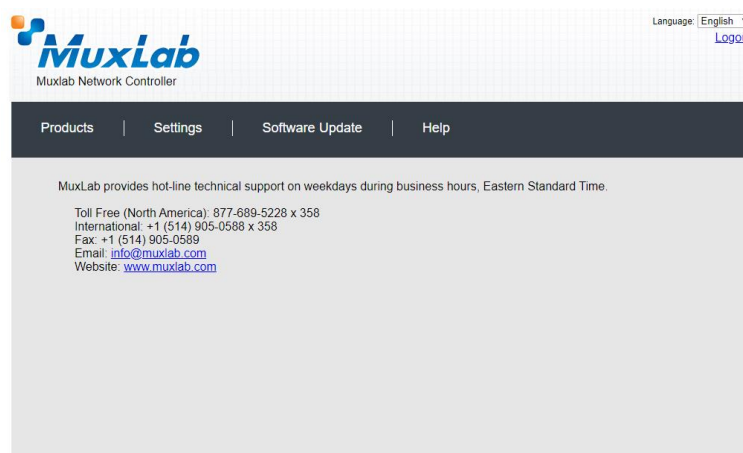 Language: English
MuxLab
Muxlab Network Controller
Products | Settings | Software Update | Help
MuxLab provides hot-line technical support on weekdays during business hours, Eastern Standard Time.
Toll Free (North America): 877-689-5228 x 358
International: +1 (514) 905-0588 x 358
Fax: +1 (514) 905-0589
Email: info@muxlab.com
Website: www.muxlab.com